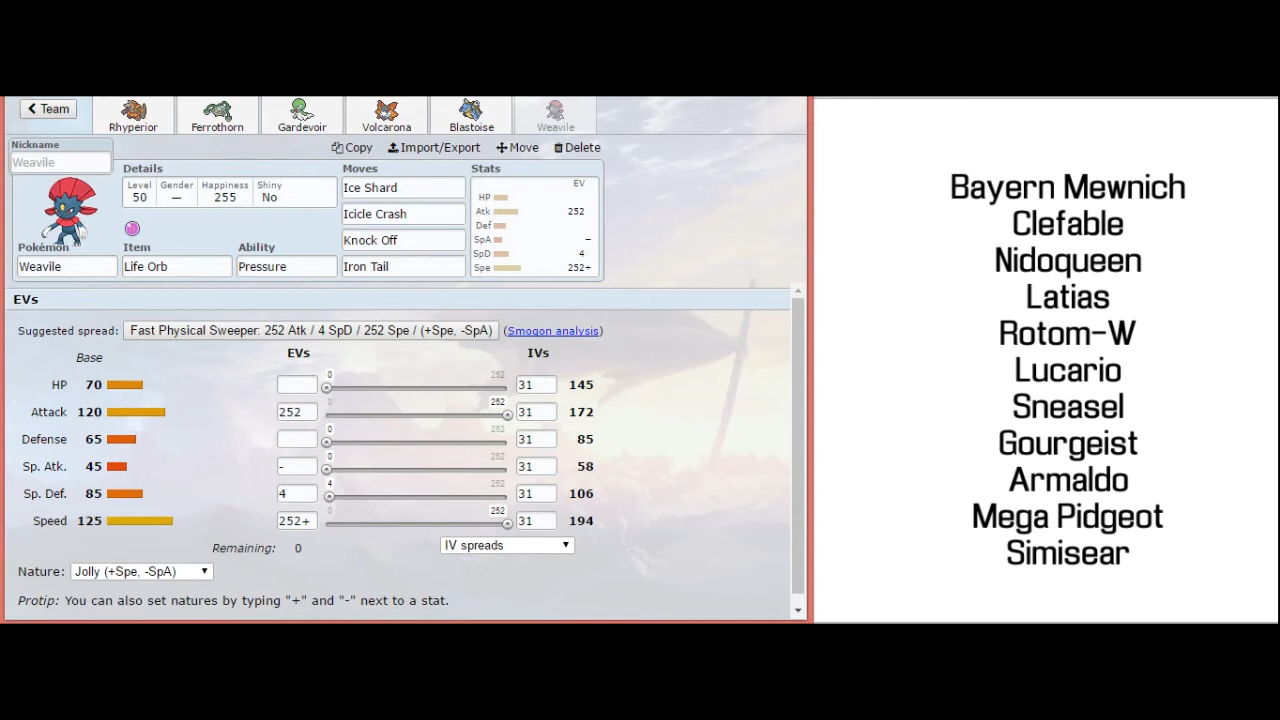 Team
Rhyperior
Ferrothorn
Gardevoir
Volcarona
Blastoise
Weavile
Nickname
Weavile
Copy
Import/Export
Move
Delete
Details
Level Gender Happiness Shiny
50 — 255 No
Moves
Ice Shard
Icicle Crash
Knock Off
Iron Tail
Stats
EV
HP
Atk 252
Def
SpA –
SpD 4
Spe 252+
Pokémon
Weavile
Item
Life Orb
Ability
Pressure
EVs
Suggested spread: Fast Physical Sweeper: 252 Atk / 4 SpD / 252 Spe / (+Spe, -SpA) (Smogon analysis)
Base EVs IVs
HP 70 0 252 31 145
Attack 120 252 0 252 31 172
Defense 65 0 252 31 85
Sp. Atk. 45 - 0 252 31 58
Sp. Def. 85 4 4 252 31 106
Speed 125 252+ 0 252 31 194
Remaining: 0 IV spreads
Nature: Jolly (+Spe, -SpA)
Protip: You can also set natures by typing "+" and "-" next to a stat.
Bayern Mewnich
Clefable
Nidoqueen
Latias
Rotom-W
Lucario
Sneasel
Gourgeist
Armaldo
Mega Pidgeot
Simisear